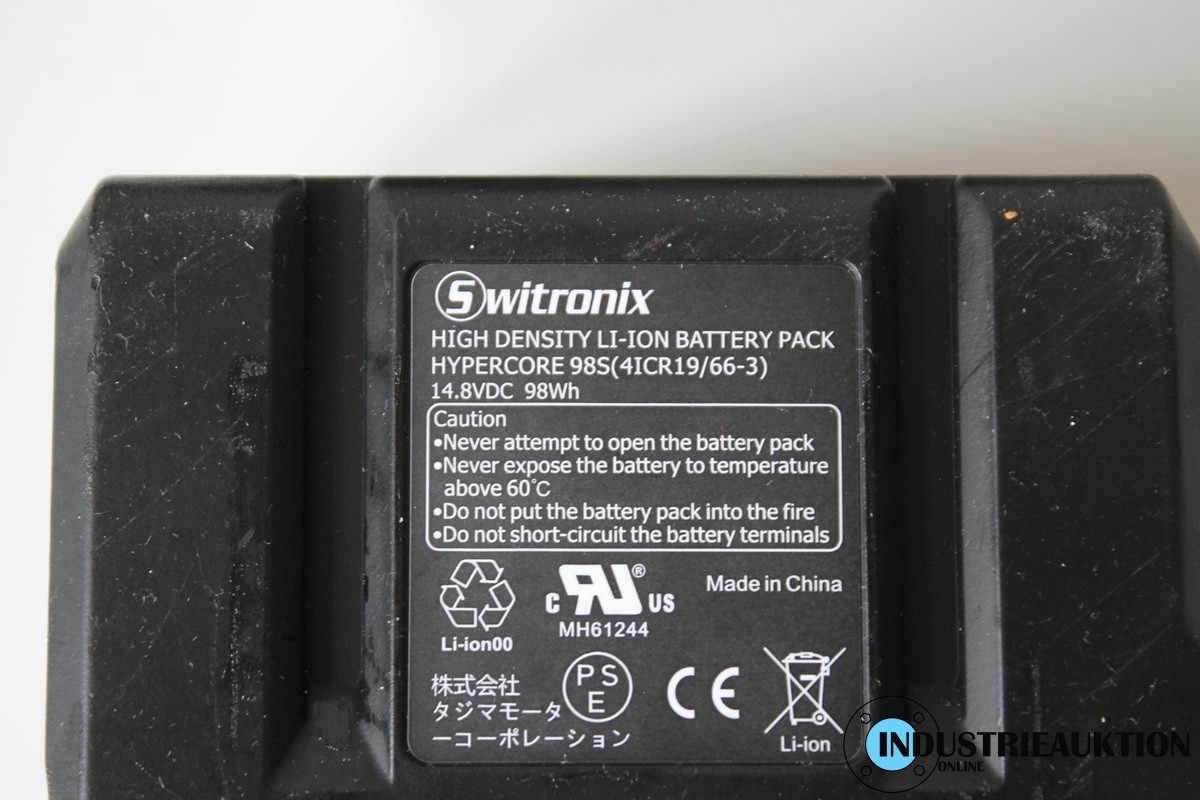 Switronix
HIGH DENSITY LI-ION BATTERY PACK
HYPERCORE 98S(4ICR19/66-3)
14.8VDC 98Wh
Caution
•Never attempt to open the battery pack
•Never expose the battery to temperature
above 60℃
•Do not put the battery pack into the fire
•Do not short-circuit the battery terminals
Li-ion00
c RU® US
MH61244
Made in China
株式会社
タジマモータ
ーコーポレーション
PS
E
CE
Li-ion
INDUSTRIEAUKTION
ONLINE